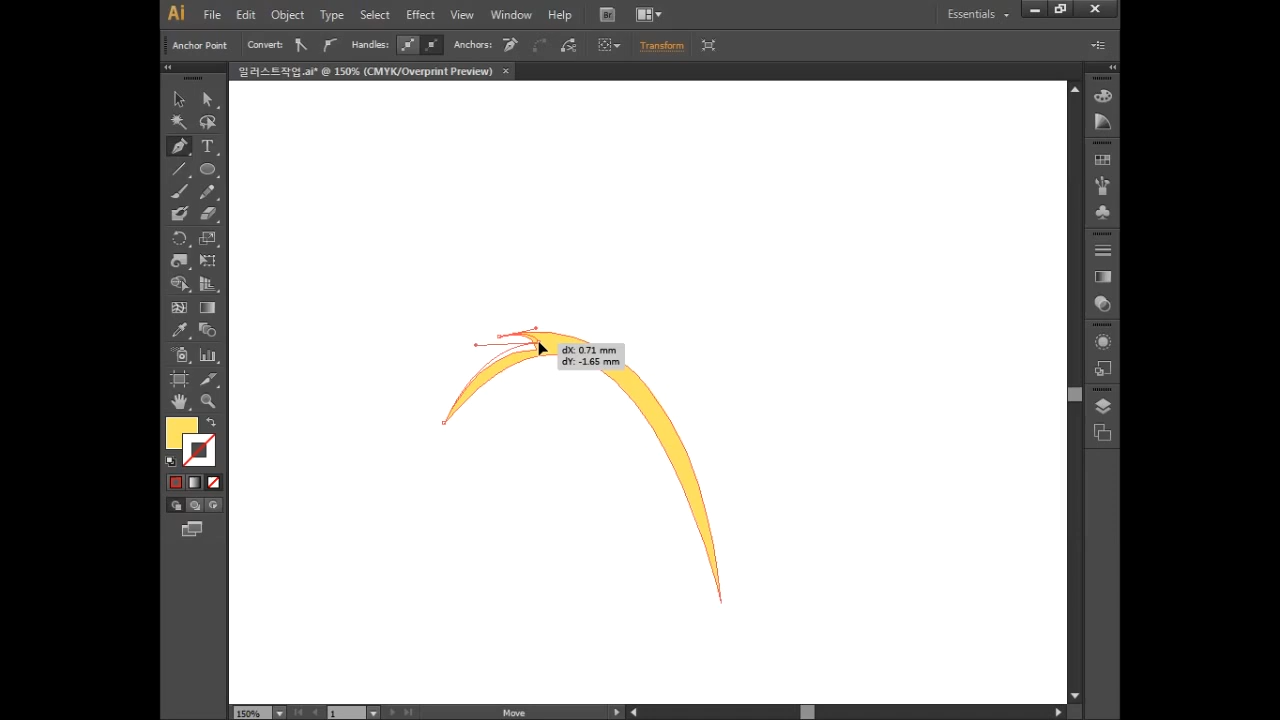 Ai File Edit Object Type Select Effect View Window Help Br Essentials
Anchor Point Convert: Handles: Anchors: Transform
일러스트작업.ai* @ 150% (CMYK/Overprint Preview) ×
T
dX: 0.71 mm
dY: -1.65 mm
150% 1 Move